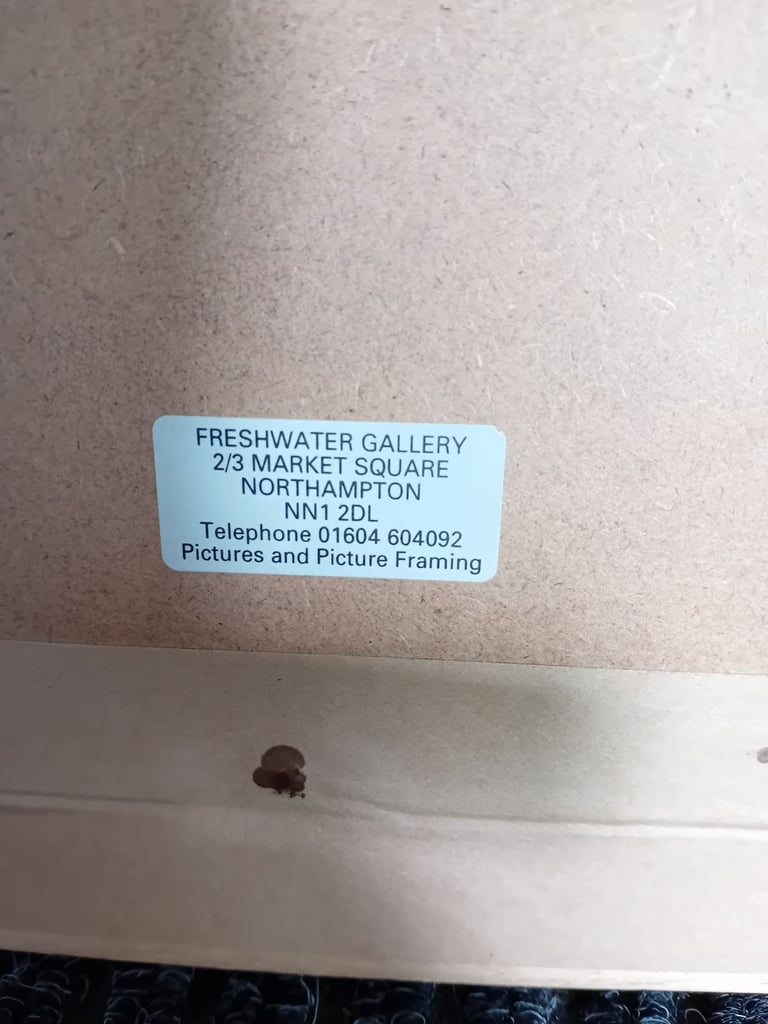 FRESHWATER GALLERY
2/3 MARKET SQUARE
NORTHAMPTON
NN1 2DL
Telephone 01604 604092
Pictures and Picture Framing